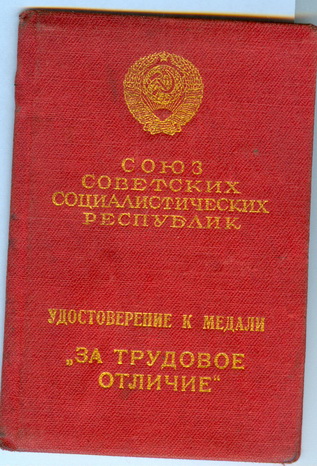 СОЮЗ
СОВЕТСКИХ
СОЦИАЛИСТИЧЕСКИХ
РЕСПУБЛИК
УДОСТОВЕРЕНИЕ К МЕДАЛИ
„ЗА ТРУДОВОЕ
ОТЛИЧИЕ“